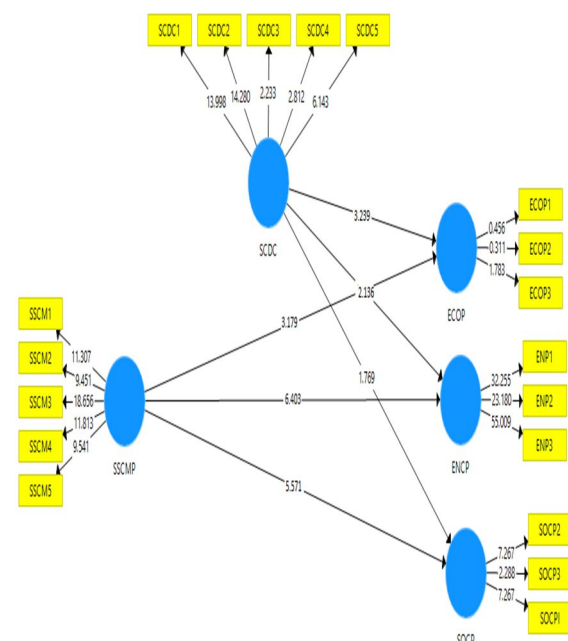 SCDC1 SCDC2 SCDC3 SCDC4 SCDC5
13.998 14.280 2.233 2.812 6.143
SCDC
3.239
2.136
1.769
ECOP1
ECOP2
ECOP3
0.456
0.311
1.783
ECOP
SSCM1
SSCM2
SSCM3
SSCM4
SSCM5
11.307
9.451
18.656
11.813
9.541
SSCMP
3.179
6.403
5.571
ENP1
ENP2
ENP3
32.255
23.180
55.009
ENCP
SOCP2
SOCP3
SOCPI
7.267
2.288
7.267
SOCP